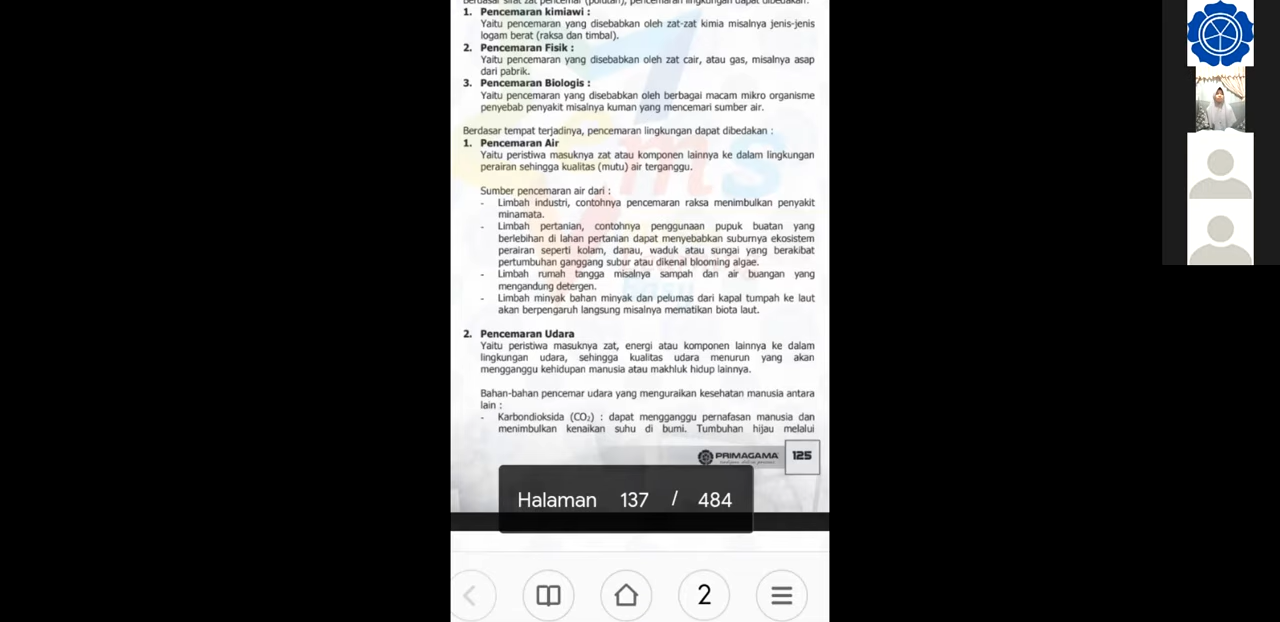 Berdasar sifat zat pencemar (polutan), pencemaran lingkungan dapat dibedakan:
1. Pencemaran kimiawi :
Yaitu pencemaran yang disebabkan oleh zat-zat kimia misalnya jenis-jenis
logam berat (raksa dan timbal).
2. Pencemaran Fisik :
Yaitu pencemaran yang disebabkan oleh zat cair, atau gas, misalnya asap
dari pabrik.
3. Pencemaran Biologis :
Yaitu pencemaran yang disebabkan oleh berbagai macam mikro organisme
penyebab penyakit misalnya kuman yang mencemari sumber air.
Berdasar tempat terjadinya, pencemaran lingkungan dapat dibedakan :
1. Pencemaran Air
Yaitu peristiwa masuknya zat atau komponen lainnya ke dalam lingkungan
perairan sehingga kualitas (mutu) air terganggu.
Sumber pencemaran air dari :
- Limbah industri, contohnya pencemaran raksa menimbulkan penyakit
minamata.
- Limbah pertanian, contohnya penggunaan pupuk buatan yang
berlebihan di lahan pertanian dapat menyebabkan suburnya ekosistem
perairan seperti kolam, danau, waduk atau sungai yang berakibat
pertumbuhan ganggang subur atau dikenal blooming algae.
- Limbah rumah tangga misalnya sampah dan air buangan yang
mengandung detergen.
- Limbah minyak bahan minyak dan pelumas dari kapal tumpah ke laut
akan berpengaruh langsung misalnya mematikan biota laut.
2. Pencemaran Udara
Yaitu peristiwa masuknya zat, energi atau komponen lainnya ke dalam
lingkungan udara, sehingga kualitas udara menurun yang akan
mengganggu kehidupan manusia atau makhluk hidup lainnya.
Bahan-bahan pencemar udara yang menguraikan kesehatan manusia antara
lain :
- Karbondioksida (CO₂) : dapat mengganggu pernafasan manusia dan
menimbulkan kenaikan suhu di bumi. Tumbuhan hijau melalui
PRIMAGAMA 125
Halaman 137 / 484
2